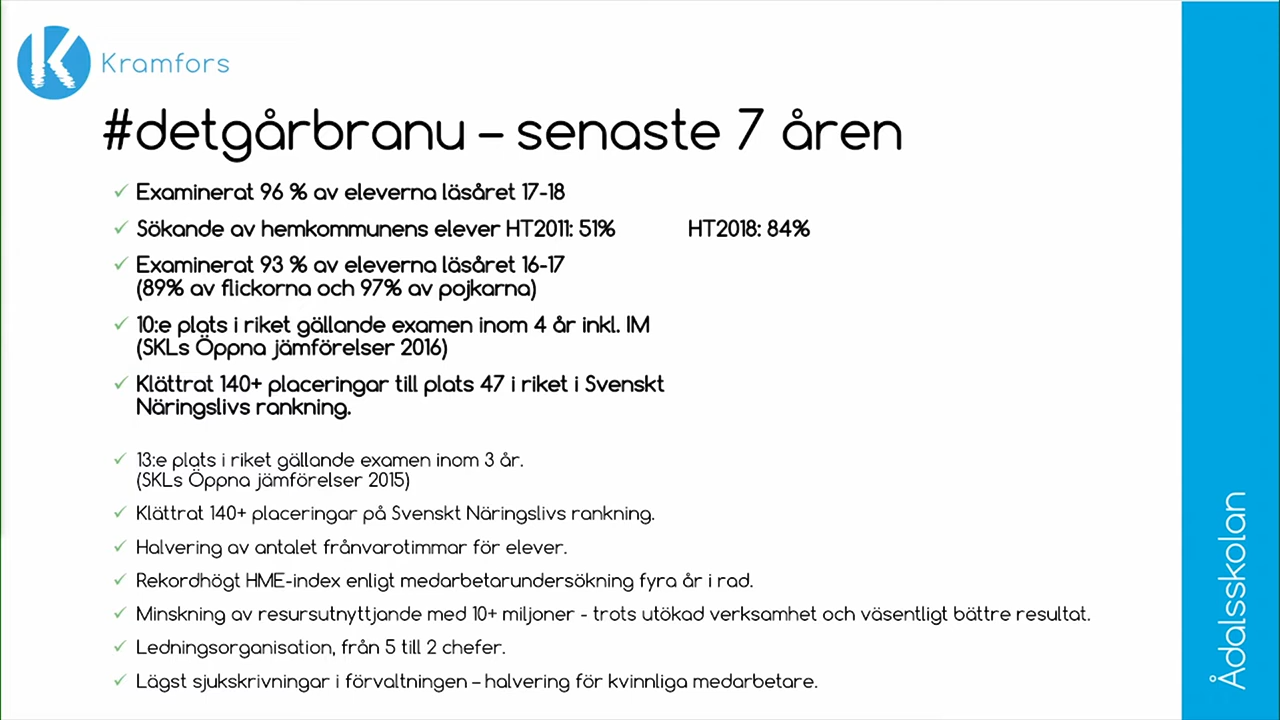 Kramfors
#detgårbranu – senaste 7 åren
Examinerat 96 % av eleverna läsåret 17-18
Sökande av hemkommunens elever HT2011: 51% HT2018: 84%
Examinerat 93 % av eleverna läsåret 16-17
(89% av flickorna och 97% av pojkarna)
10:e plats i riket gällande examen inom 4 år inkl. IM
(SKLs Öppna jämförelser 2016)
Klättrat 140+ placeringar till plats 47 i riket i Svenskt
Näringslivs rankning.
13:e plats i riket gällande examen inom 3 år.
(SKLs Öppna jämförelser 2015)
Klättrat 140+ placeringar på Svenskt Näringslivs rankning.
Halvering av antalet frånvarotimmar för elever.
Rekordhögt HME-index enligt medarbetarundersökning fyra år i rad.
Minskning av resursutnyttjande med 10+ miljoner - trots utökad verksamhet och väsentligt bättre resultat.
Ledningsorganisation, från 5 till 2 chefer.
Lägst sjukskrivningar i förvaltningen – halvering för kvinnliga medarbetare.
Ådalsskolan